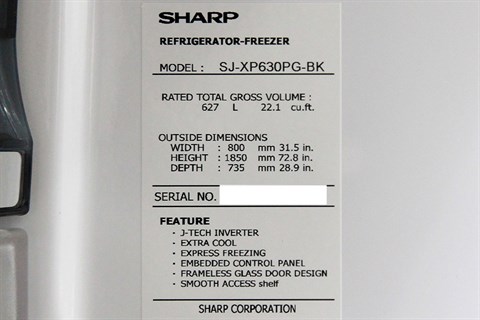 SHARP
REFRIGERATOR-FREEZER
MODEL : SJ-XP630PG-BK
RATED TOTAL GROSS VOLUME :
627 L 22.1 cu.ft.
OUTSIDE DIMENSIONS
WIDTH : 800 mm 31.5 in.
HEIGHT : 1850 mm 72.8 in.
DEPTH : 735 mm 28.9 in.
SERIAL NO.
FEATURE
· J-TECH INVERTER
· EXTRA COOL
· EXPRESS FREEZING
· EMBEDDED CONTROL PANEL
· FRAMELESS GLASS DOOR DESIGN
· SMOOTH ACCESS shelf
SHARP CORPORATION